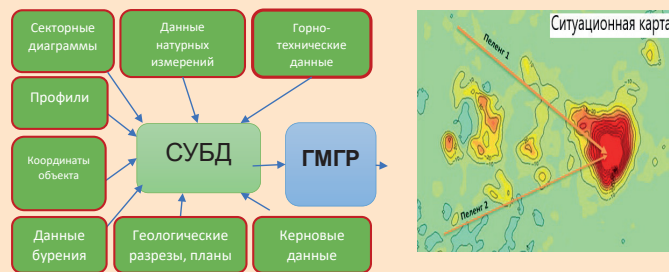 Секторные
диаграммы
Данные
натурных
измерений
Горно-
технические
данные
Профили
Координаты
объекта
СУБД
ГМГР
Данные
бурения
Геологические
разрезы, планы
Керновые
данные
Ситуационная карта
Пеленг 1
Пеленг 2